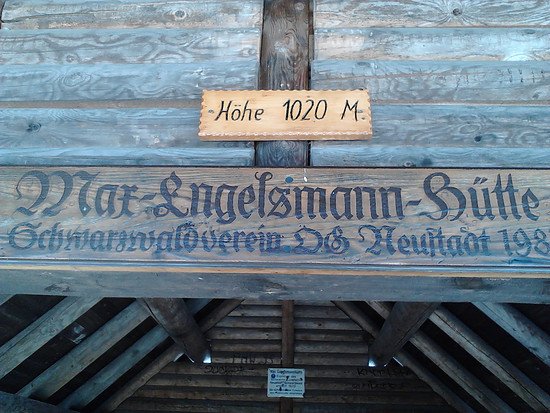 Höhe 1020 M
Max-Engelsmann-Hütte
Schwarzwaldverein OG Neustadt 198